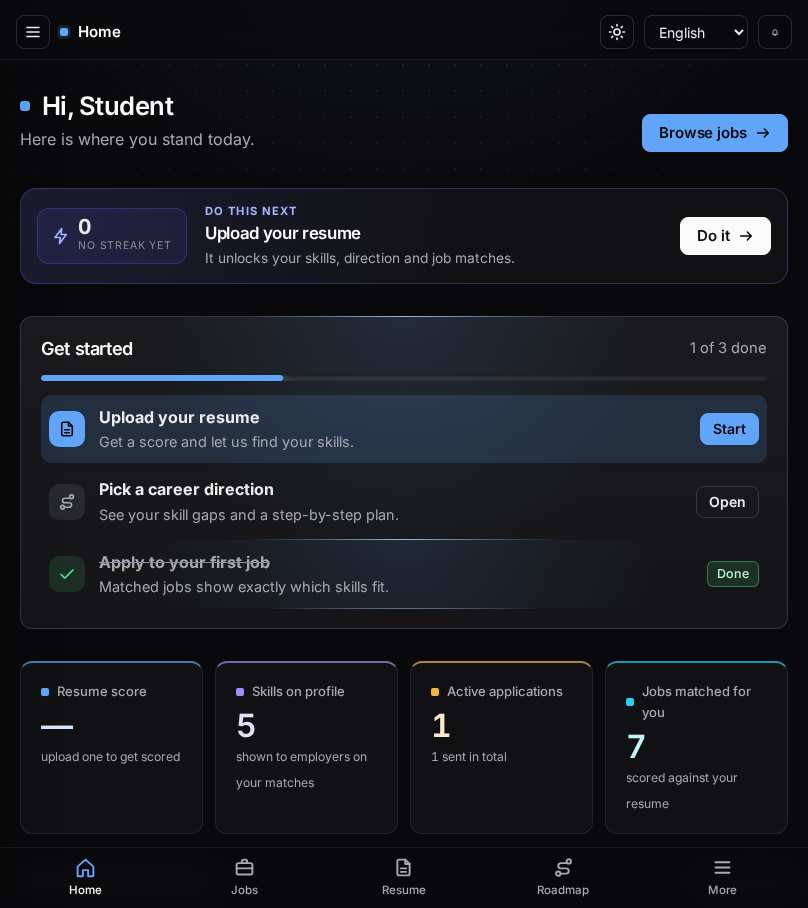 Home
English
Hi, Student
Here is where you stand today.
Browse jobs
0
NO STREAK YET
DO THIS NEXT
Upload your resume
It unlocks your skills, direction and job matches.
Do it
Get started
1 of 3 done
Upload your resume
Get a score and let us find your skills.
Start
Pick a career direction
See your skill gaps and a step-by-step plan.
Open
Apply to your first job
Matched jobs show exactly which skills fit.
Done
Resume score
—
upload one to get scored
Skills on profile
5
shown to employers on
your matches
Active applications
1
1 sent in total
Jobs matched for
you
7
scored against your
resume
Home
Jobs
Resume
Roadmap
More